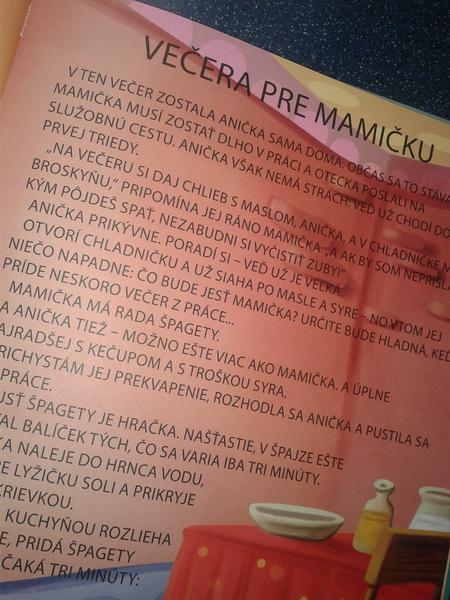 VEČERA PRE MAMIČKU
V TEN VEČER ZOSTALA ANIČKA SAMA DOMA. OBČAS SA TO STÁVA
MAMIČKA MUSÍ ZOSTAŤ DLHO V PRÁCI A OTECKA POSLALI NA
SLUŽOBNÚ CESTU. ANIČKA VŠAK NEMÁ STRACH: VEĎ UŽ CHODÍ DO
PRVEJ TRIEDY.
„NA VEČERU SI DAJ CHLIEB S MASLOM, ANIČKA, A V CHLADNIČKE M
BROSKYŇU,“ PRIPOMÍNA JEJ RÁNO MAMIČKA. „A AK BY SOM NEPRIŠLA
KÝM PÔJDEŠ SPAŤ, NEZABUDNI SI VYČISTIŤ ZUBY!“
ANIČKA PRIKÝVNE. PORADÍ SI – VEĎ UŽ JE VEĽKÁ.
OTVORÍ CHLADNIČKU A UŽ SIAHA PO MASLE A SYRE – NO VTOM JEJ
NIEČO NAPADNE: ČO BUDE JESŤ MAMIČKA? URČITE BUDE HLADNÁ, KEĎ
PRÍDE NESKORO VEČER Z PRÁCE...
MAMIČKA MÁ RADA ŠPAGETY.
A ANIČKA TIEŽ – MOŽNO EŠTE VIAC AKO MAMIČKA. A ÚPLNE
AJRADŠEJ S KEČUPOM A S TROŠKOU SYRA.
RICHYSTÁM JEJ PREKVAPENIE, ROZHODLA SA ANIČKA A PUSTILA SA
PRÁCE.
USŤ ŠPAGETY JE HRAČKA. NAŠŤASTIE, V ŠPAJZE EŠTE
TAL BALÍČEK TÝCH, ČO SA VARIA IBA TRI MINÚTY.
KA NALEJE DO HRNCA VODU,
PE LYŽIČKU SOLI A PRIKRYJE
KRIEVKOU.
KUCHYŇOU ROZLIEHA
E, PRIDÁ ŠPAGETY
ČAKÁ TRI MINÚTY: